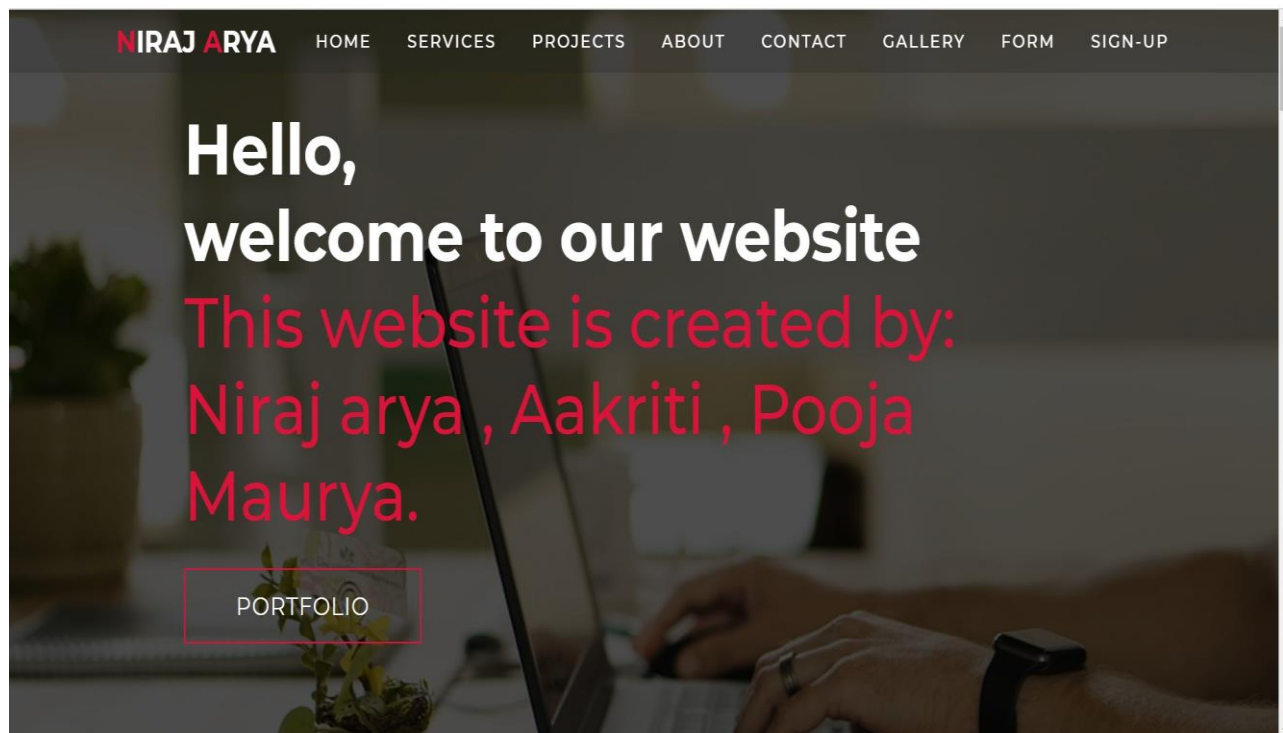 NIRAJ ARYA HOME SERVICES PROJECTS ABOUT CONTACT GALLERY FORM SIGN-UP
Hello,
welcome to our website
This website is created by:
Niraj arya , Aakriti , Pooja
Maurya.
PORTFOLIO